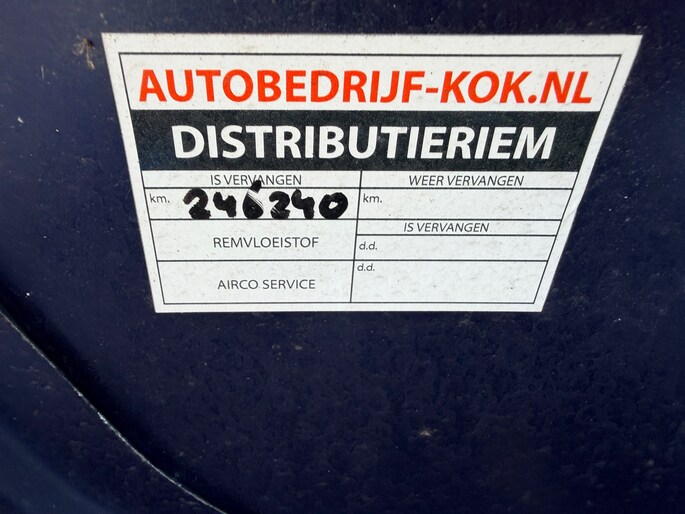 AUTOBEDRIJF-KOK.NL
DISTRIBUTIERIEM
IS VERVANGEN WEER VERVANGEN
km. 246240 km.
IS VERVANGEN
REMVLOEISTOF d.d.
AIRCO SERVICE d.d.